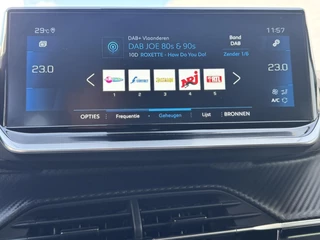 29°C
DAB+ Vlaanderen
Band
11:57
DAB JOE 80s & 90s
DAB
10D ROXETTE - How Do You Do!
Zender 1/6
23.0
23.0
NRJ
1 2 3 4 5
A/C
OPTIES
Frequentie
Geheugen
Lijst
BRONNEN